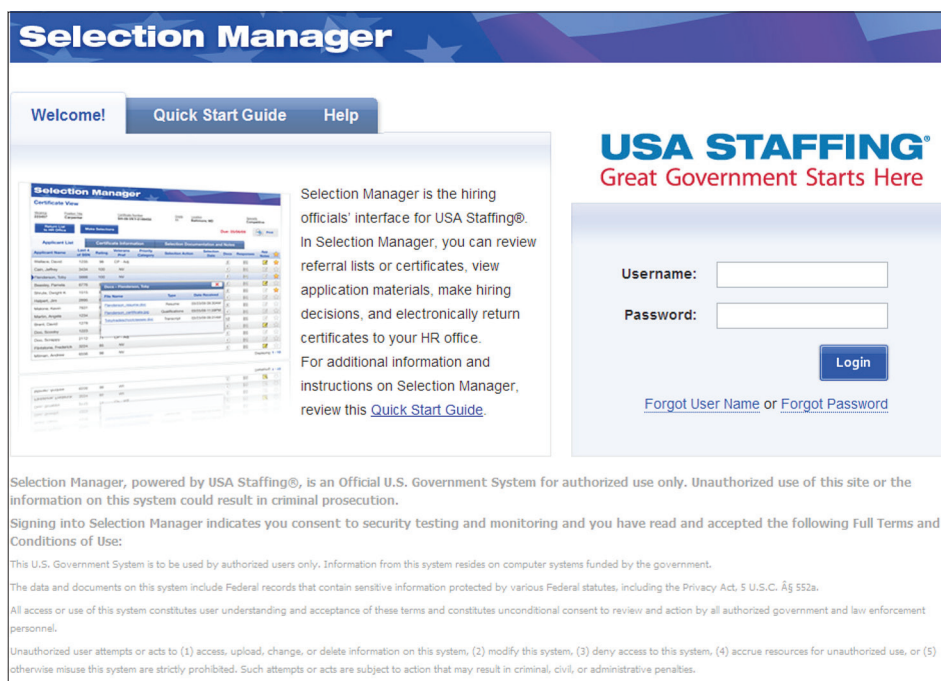 Selection Manager
Welcome!
Quick Start Guide
Help
Selection Manager
Certificate View
Applicant List
Certificate Information
Selection Documentation and Notes
Selection Manager is the hiring
officials' interface for USA Staffing®.
In Selection Manager, you can review
referral lists or certificates, view
application materials, make hiring
decisions, and electronically return
certificates to your HR office.
For additional information and
instructions on Selection Manager,
review this Quick Start Guide.
USA STAFFING®
Great Government Starts Here
Username:
Password:
Login
Forgot User Name or Forgot Password
Selection Manager, powered by USA Staffing®, is an Official U.S. Government System for authorized use only. Unauthorized use of this site or the
information on this system could result in criminal prosecution.
Signing into Selection Manager indicates you consent to security testing and monitoring and you have read and accepted the following Full Terms and
Conditions of Use:
This U.S. Government System is to be used by authorized users only. Information from this system resides on computer systems funded by the government.
The data and documents on this system include Federal records that contain sensitive information protected by various Federal statutes, including the Privacy Act, 5 U.S.C. Â§ 552a.
All access or use of this system constitutes user understanding and acceptance of these terms and constitutes unconditional consent to review and action by all authorized government and law enforcement
personnel.
Unauthorized user attempts or acts to (1) access, upload, change, or delete information on this system, (2) modify this system, (3) deny access to this system, (4) accrue resources for unauthorized use, or (5)
otherwise misuse this system are strictly prohibited. Such attempts or acts are subject to action that may result in criminal, civil, or administrative penalties.